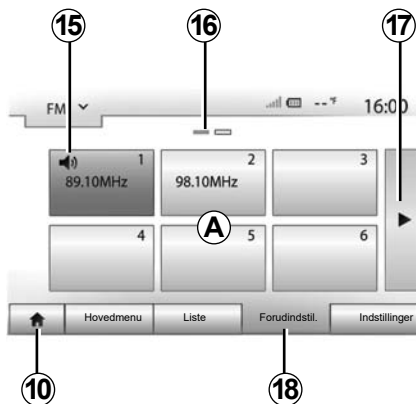 15 16 17
FM --°F 16:00
1 2 3
89.10MHz 98.10MHz
A
4 5 6
Hovedmenu Liste Forudindstil. Indstillinger
10 18